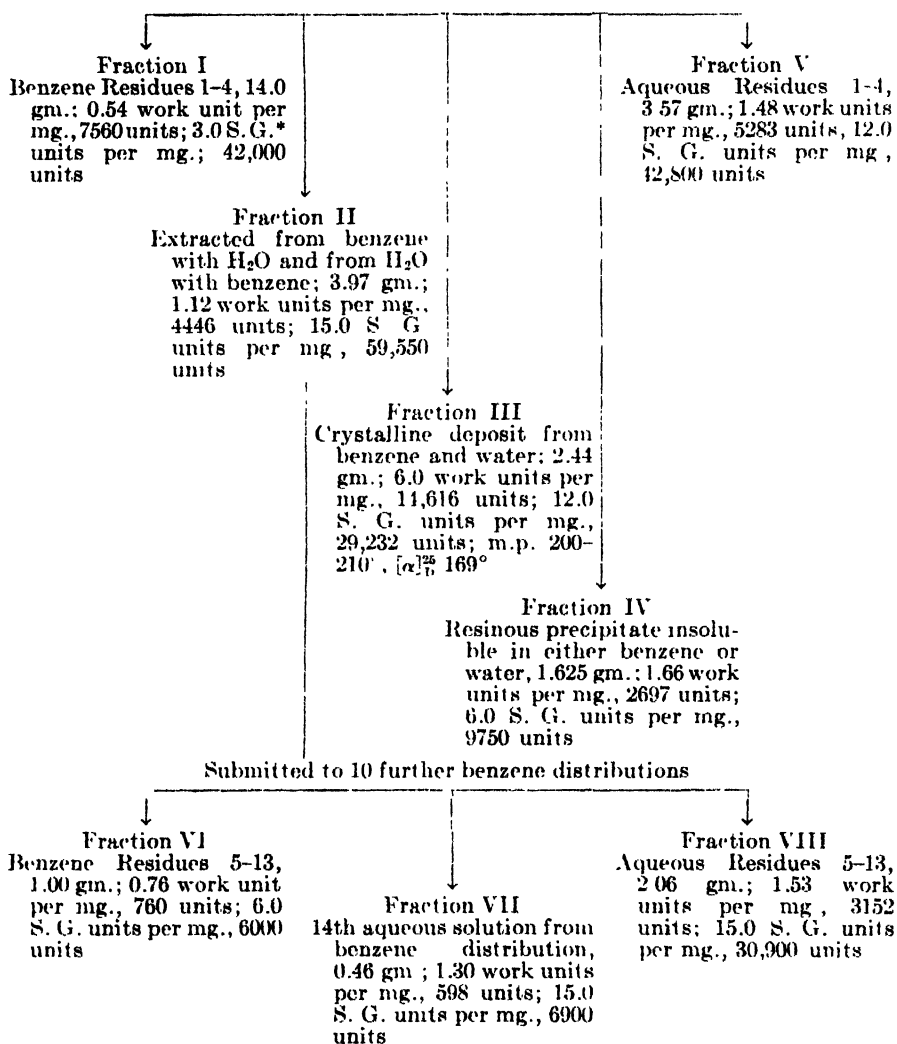 Fraction I
Benzene Residues 1-4, 14.0
gm.; 0.54 work unit per
mg., 7560 units; 3.0 S.G.*
units per mg.; 42,000
units
Fraction V
Aqueous Residues 1-4,
3 57 gm.; 1.48 work units
per mg., 5283 units, 12.0
S. G. units per mg,
42,800 units
Fraction II
Extracted from benzene
with H₂O and from H₂O
with benzene; 3.97 gm.;
1.12 work units per mg.,
4446 units; 15.0 S G
units per mg, 59,550
units
Fraction III
Crystalline deposit from
benzene and water; 2.44
gm.; 6.0 work units per
mg., 14,616 units; 12.0
S. G. units per mg.,
29,232 units; m.p. 200-
210°, [α]²⁵_D 169°
Fraction IV
Resinous precipitate insolu-
ble in either benzene or
water, 1.625 gm.; 1.66 work
units per mg., 2697 units;
6.0 S. G. units per mg.,
9750 units
Submitted to 10 further benzene distributions
Fraction VI
Benzene Residues 5-13,
1.00 gm.; 0.76 work unit
per mg., 760 units; 6.0
S. G. units per mg., 6000
units
Fraction VII
14th aqueous solution from
benzene distribution,
0.46 gm; 1.30 work units
per mg., 598 units; 15.0
S. G. units per mg., 6900
units
Fraction VIII
Aqueous Residues 5-13,
2 06 gm.; 1.53 work
units per mg, 3152
units; 15.0 S. G. units
per mg., 30,900 units